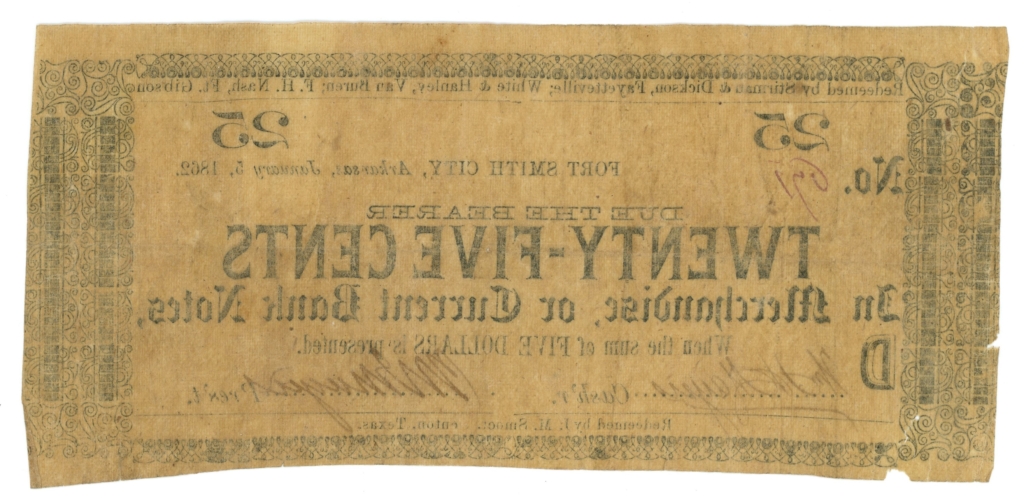 Redeemed by Stirman & Dickson, Fayetteville; White & Hanley, Van Buren; F. H. Nash, Ft. Gibson
25 25
No. 671
FORT SMITH CITY, Arkansas, January 5, 1862.
DUE THE BEARER
TWENTY-FIVE CENTS
In Merchandise, or Current Bank Notes,
D When the sum of FIVE DOLLARS is presented.
Cash'r. Pres't.
Redeemed by J. M. Smoot, enton, Texas.